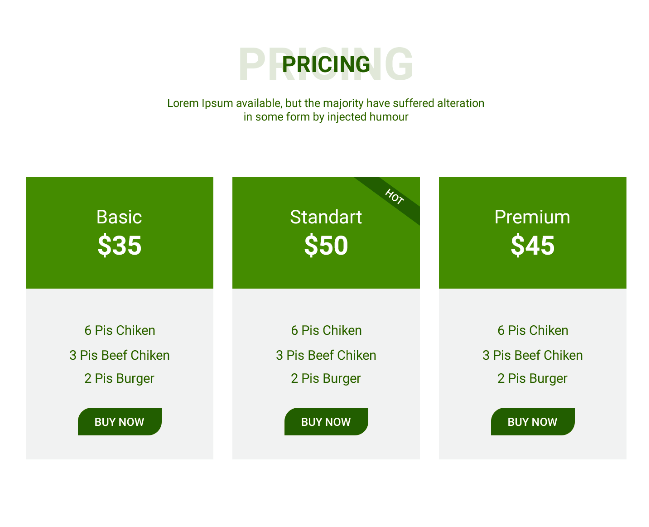 PRICING
PRICING
Lorem Ipsum available, but the majority have suffered alteration
in some form by injected humour
Basic
$35
6 Pis Chiken
3 Pis Beef Chiken
2 Pis Burger
BUY NOW
HOT
Standart
$50
6 Pis Chiken
3 Pis Beef Chiken
2 Pis Burger
BUY NOW
Premium
$45
6 Pis Chiken
3 Pis Beef Chiken
2 Pis Burger
BUY NOW